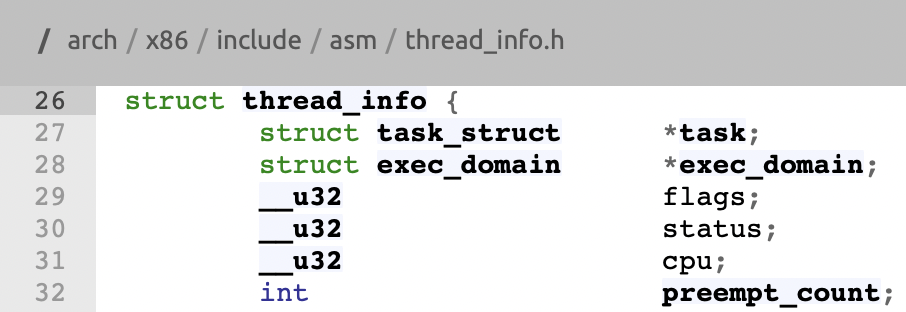 / arch / x86 / include / asm / thread_info.h
26 struct thread_info {
27 struct task_struct *task;
28 struct exec_domain *exec_domain;
29 __u32 flags;
30 __u32 status;
31 __u32 cpu;
32 int preempt_count;